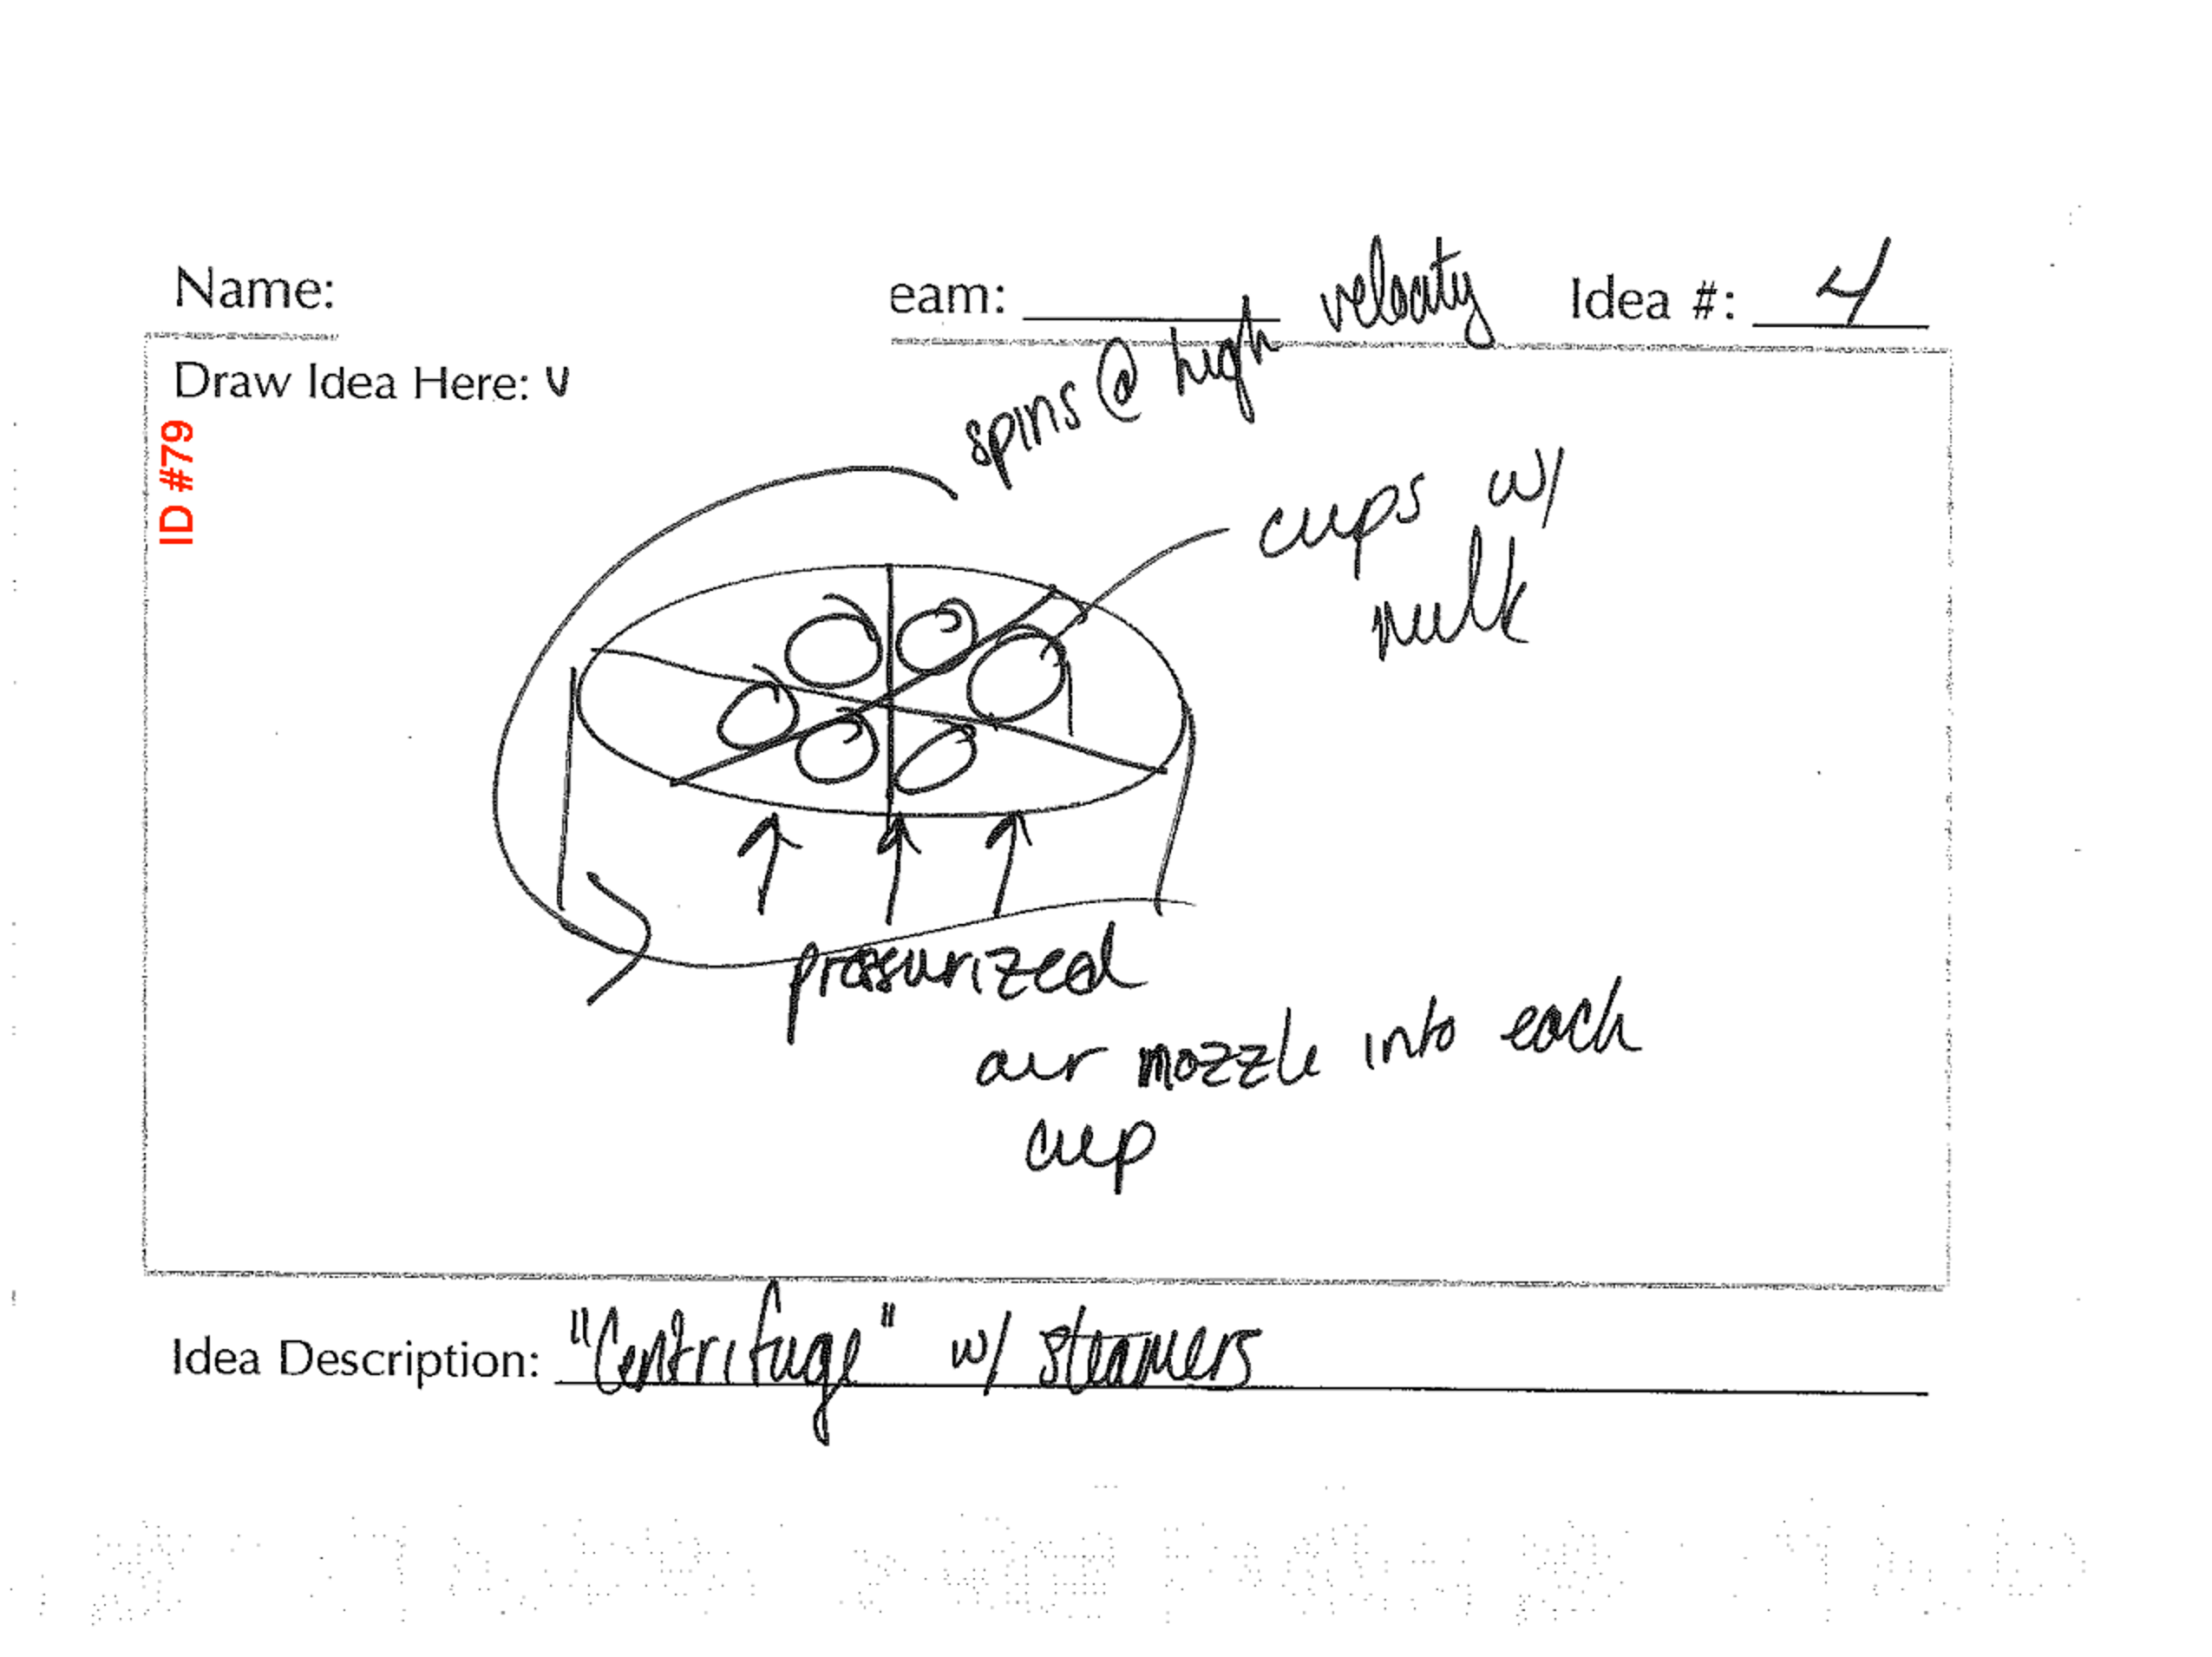 Name:
eam:
Idea #: 4
Draw Idea Here:
ID #79
spins @ high velocity
cups w/
milk
pressurized
air nozzle into each
cup
Idea Description: "Centrifuge" w/ steamers